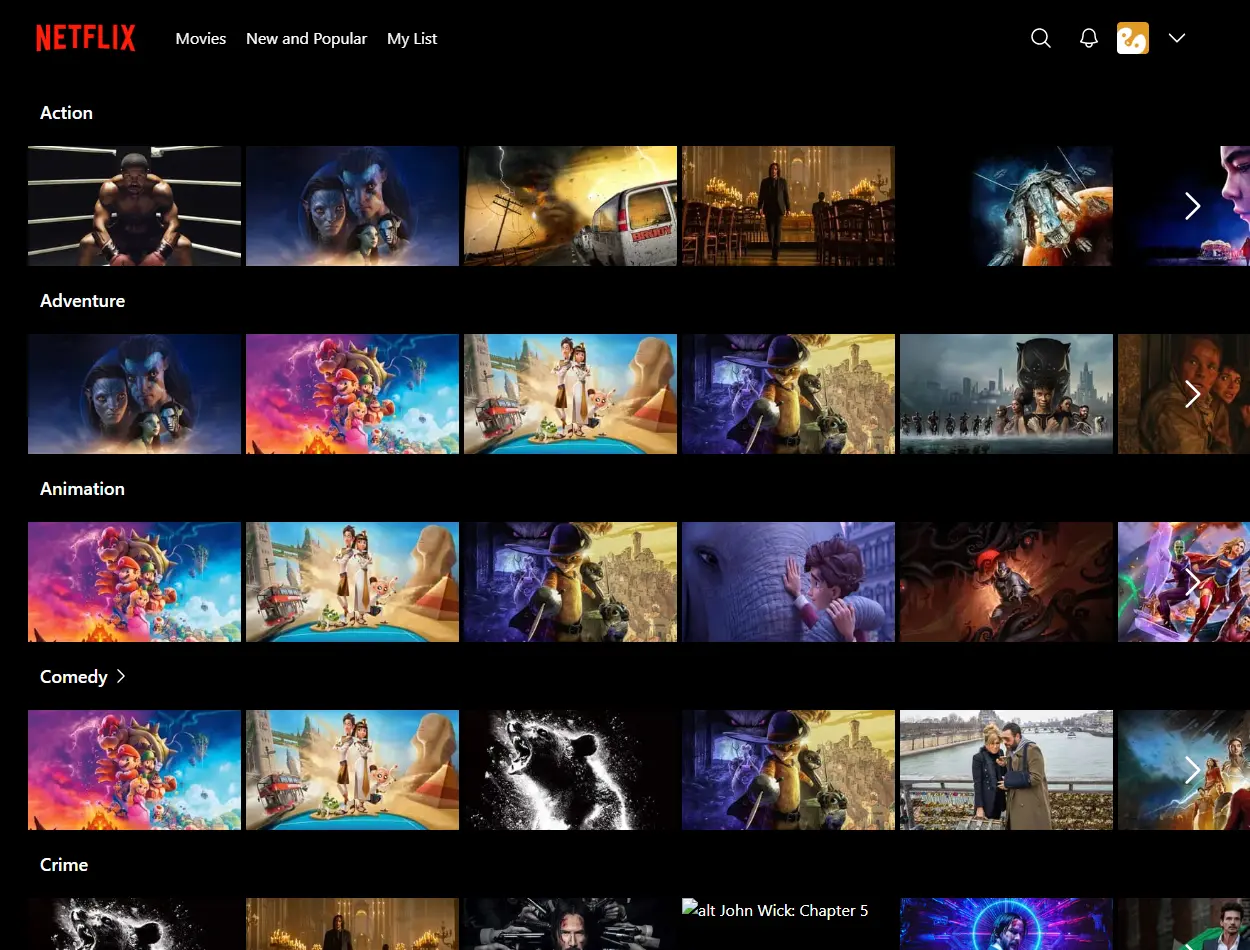 NETFLIX
Movies
New and Popular
My List
Action
Adventure
Animation
Comedy
Crime
alt John Wick: Chapter 5